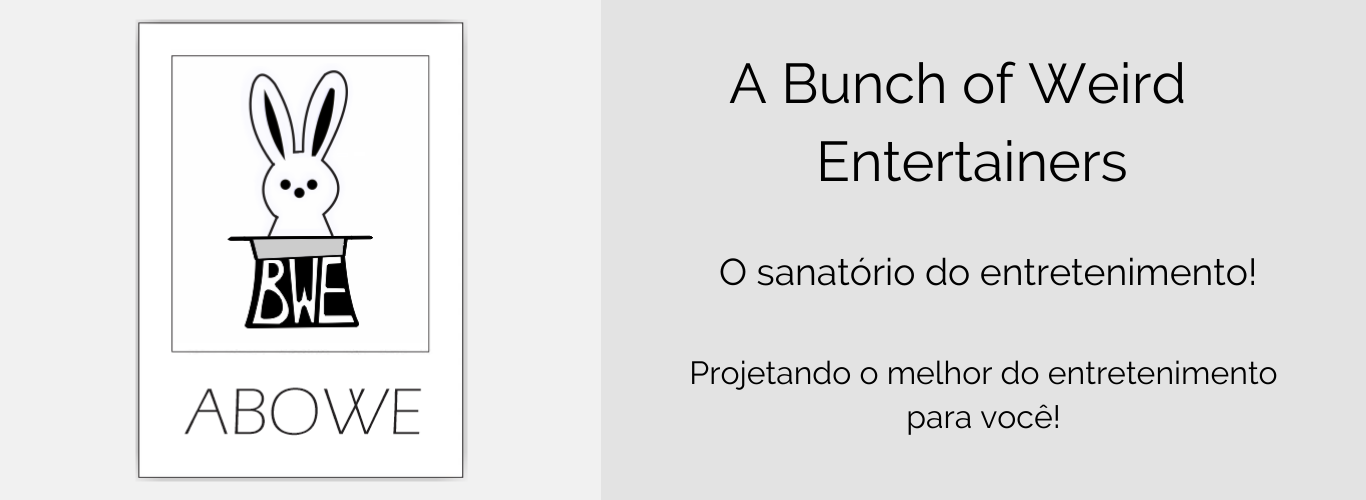 BWE
ABOWE
A Bunch of Weird
Entertainers
O sanatório do entretenimento!
Projetando o melhor do entretenimento
para você!